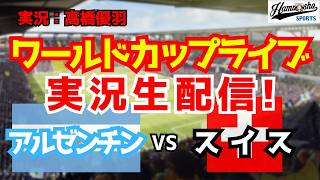 実況：高橋優羽
Hamusoku
SPORTS
ワールドカップライブ
実況生配信!
アルゼンチン VS スイス